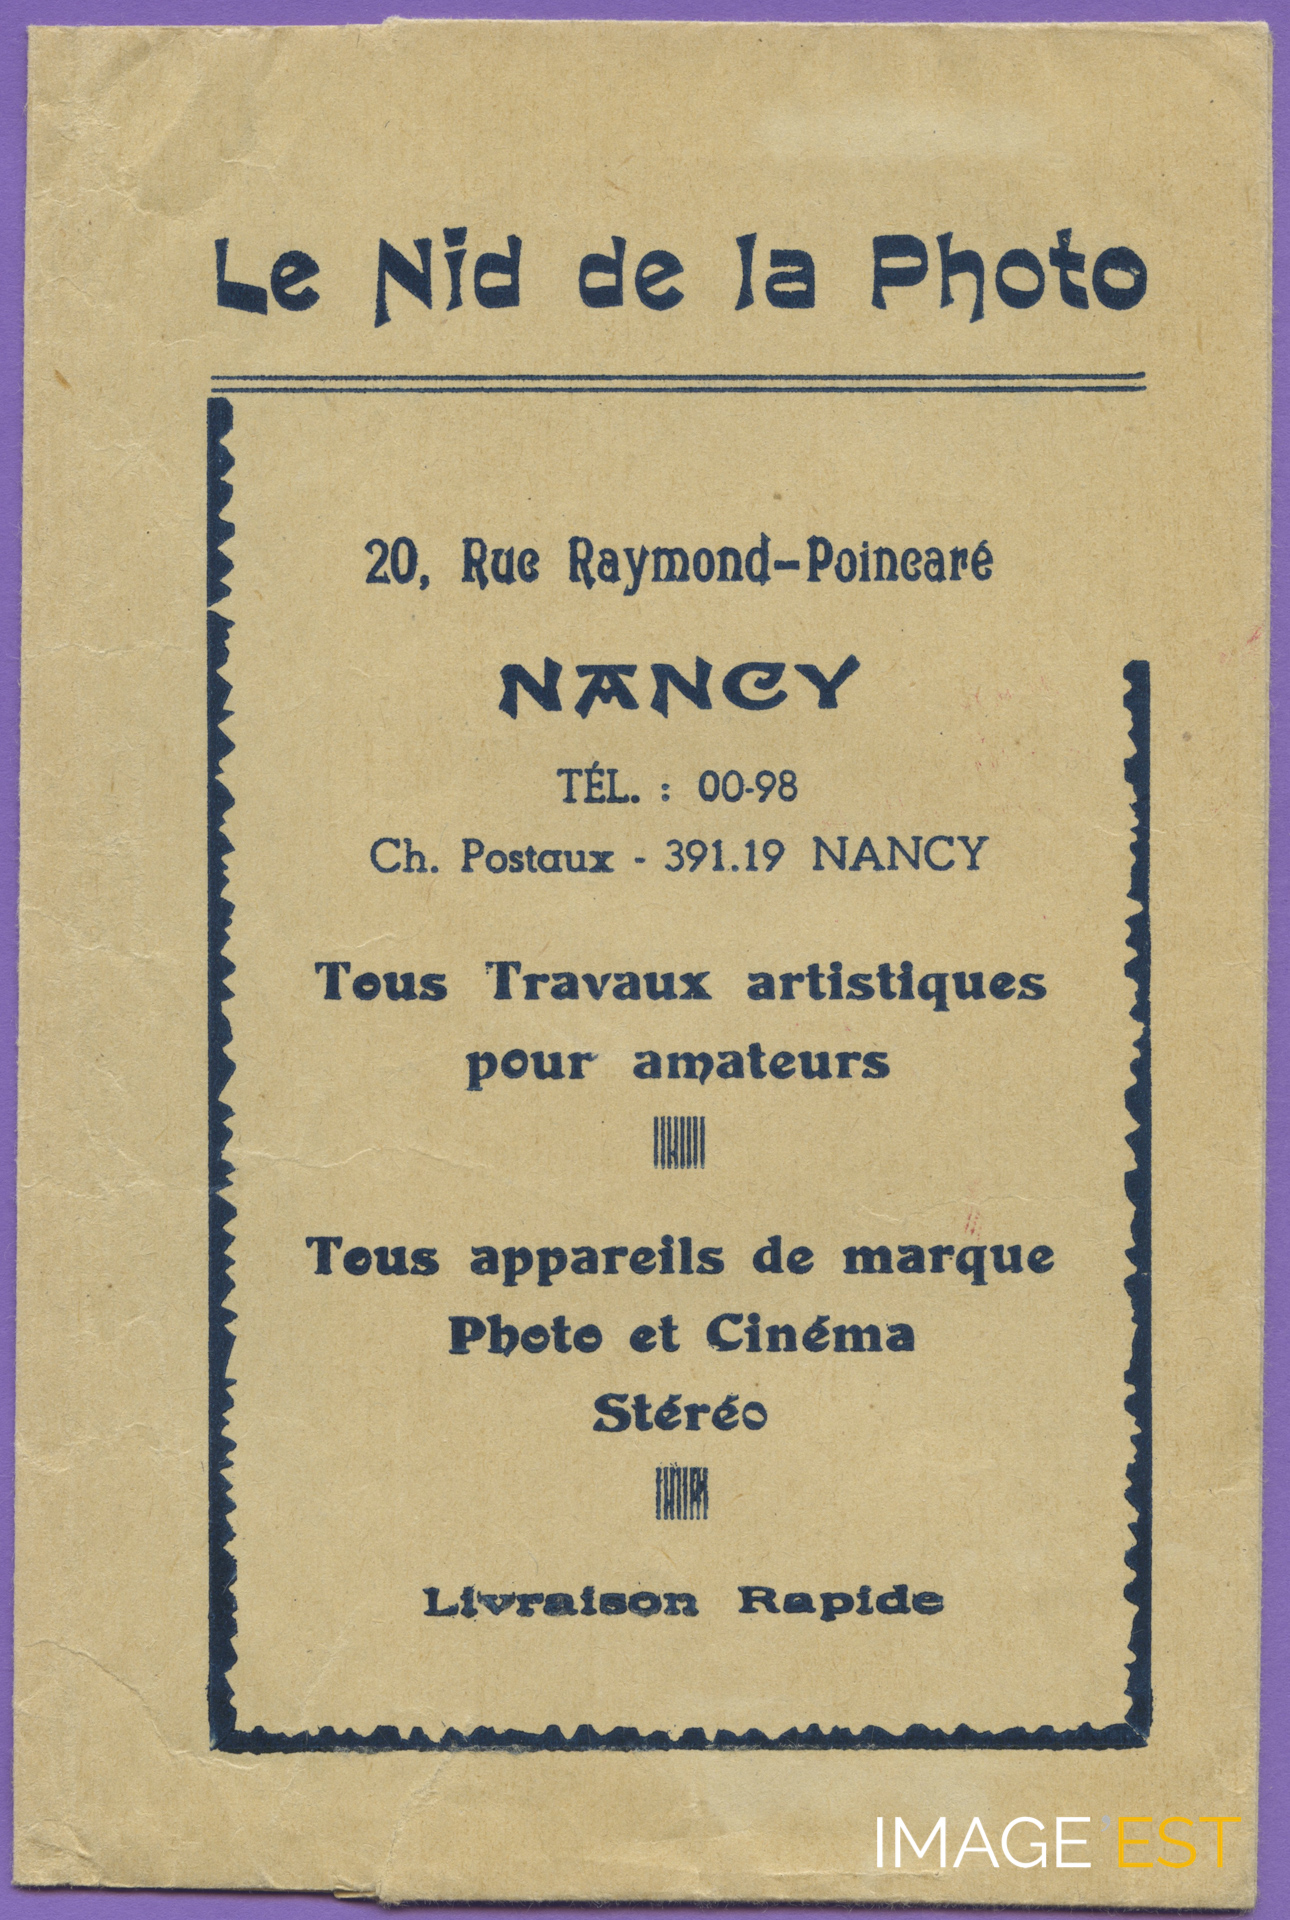 Le Nid de la Photo
20, Rue Raymond-Poincaré
NANCY
TÉL. : 00-98
Ch. Postaux - 391.19 NANCY
Tous Travaux artistiques
pour amateurs
Tous appareils de marque
Photo et Cinéma
Stéréo
Livraison Rapide
IMAGE'EST